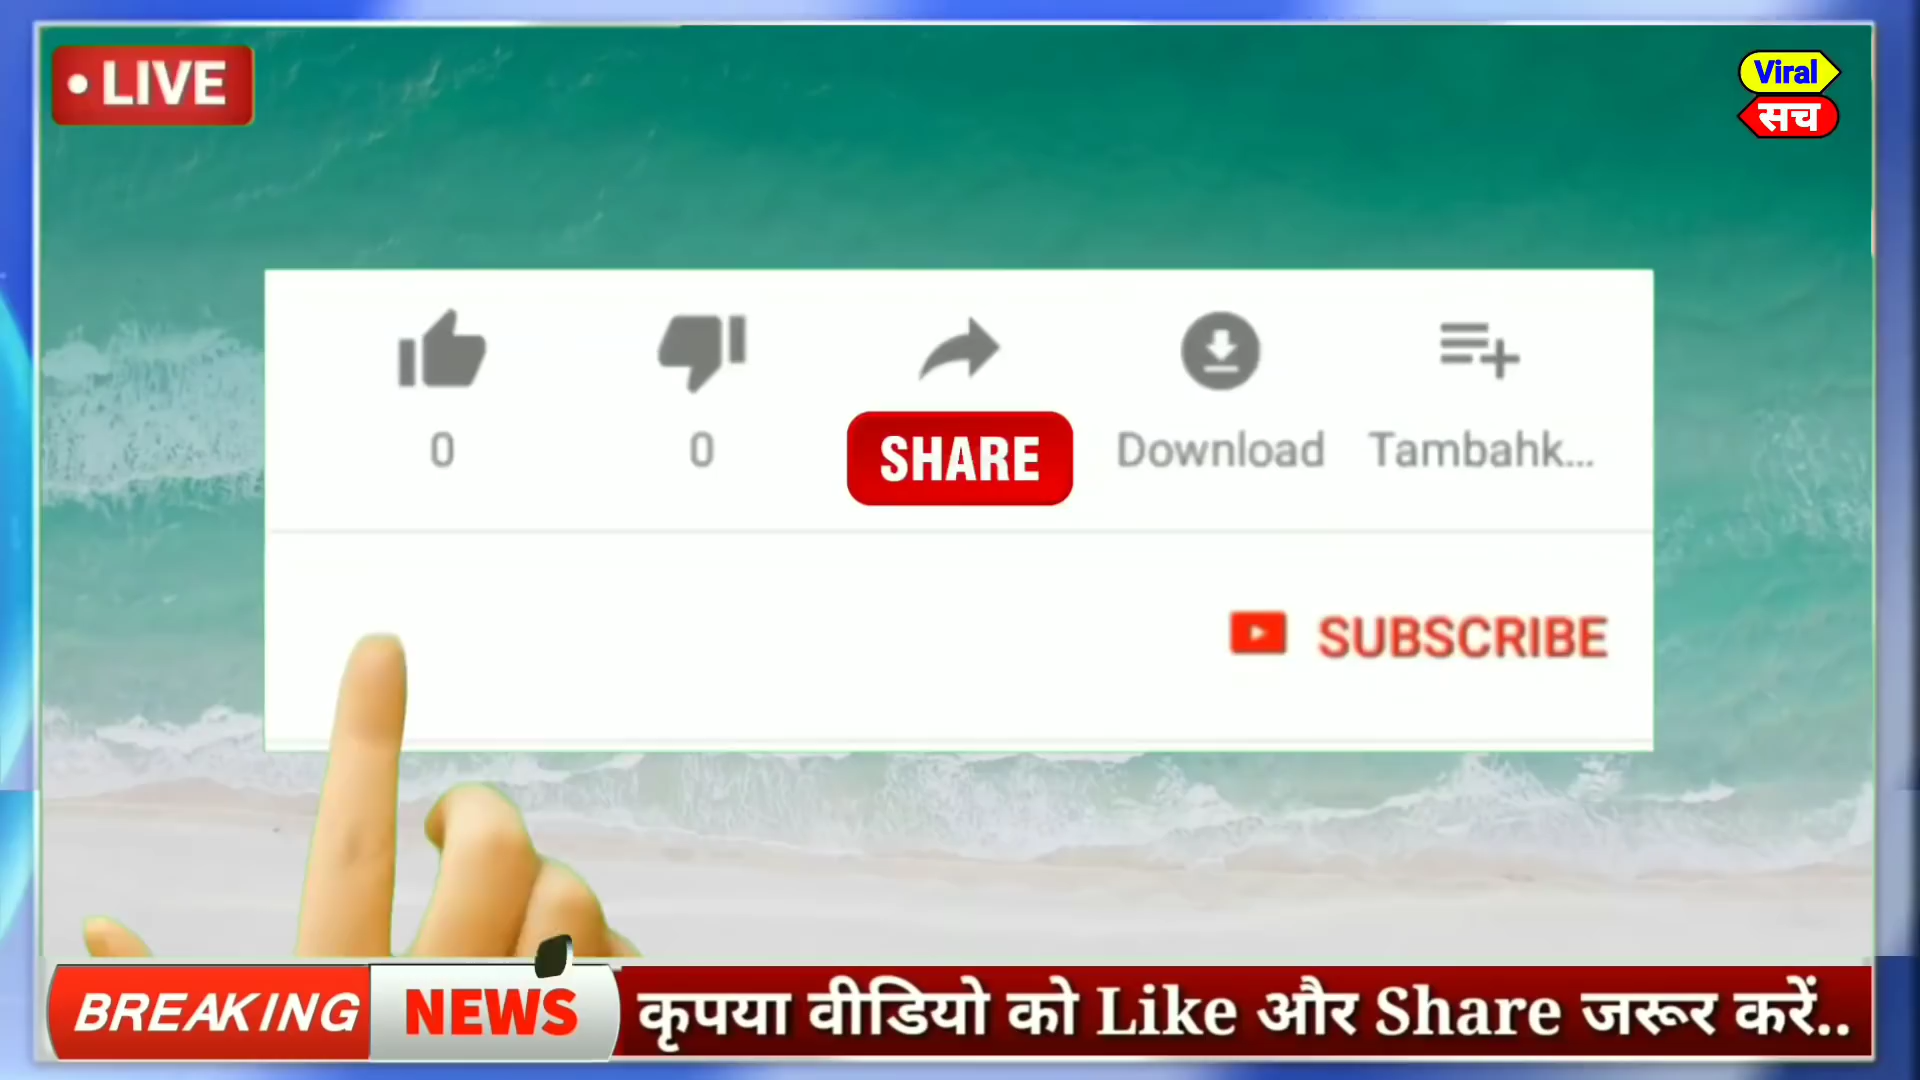 • LIVE
Viral
सच
0 0 SHARE Download Tambahk...
SUBSCRIBE
BREAKING NEWS कृपया वीडियो को Like और Share जरूर करें..